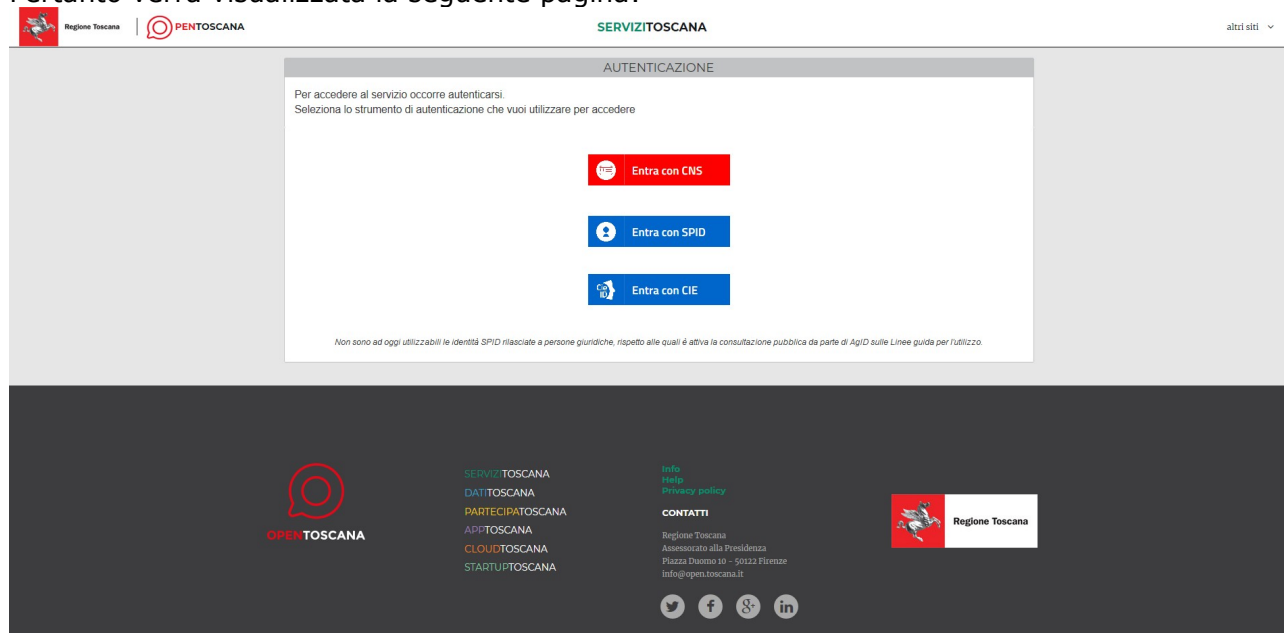 Pertanto verrà visualizzata la seguente pagina:
Regione Toscana
PENTOSCANA
SERVIZITOSCANA
altri siti
AUTENTICAZIONE
Per accedere al servizio occorre autenticarsi.
Seleziona lo strumento di autenticazione che vuoi utilizzare per accedere
Entra con CNS
Entra con SPID
Entra con CIE
Non sono ad oggi utilizzabili le identità SPID rilasciate a persone giuridiche, rispetto alle quali é attiva la consultazione pubblica da parte di AgID sulle Linee guida per l'utilizzo.
OPENTOSCANA
SERVIZITOSCANA
DATITOSCANA
PARTECIPATOSCANA
APPTOSCANA
CLOUDTOSCANA
STARTUPTOSCANA
Info
Help
Privacy policy
CONTATTI
Regione Toscana
Assessorato alla Presidenza
Piazza Duomo 10 - 50122 Firenze
info@open.toscana.it
Regione Toscana